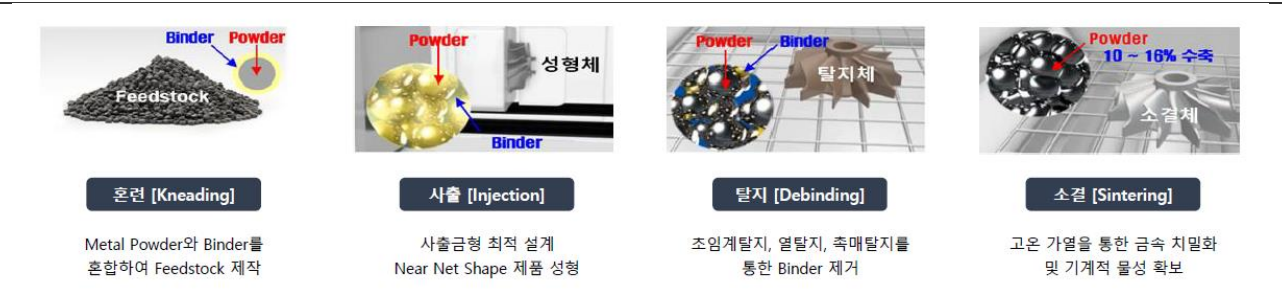 Binder Powder
Feedstock
혼련 [Kneading]
Metal Powder와 Binder를
혼합하여 Feedstock 제작
Powder
성형체
Binder
사출 [Injection]
사출금형 최적 설계
Near Net Shape 제품 성형
Powder Binder
탈지체
탈지 [Debinding]
초임계탈지, 열탈지, 촉매탈지를
통한 Binder 제거
Powder
10 ~ 16% 수축
소결체
소결 [Sintering]
고온 가열을 통한 금속 치밀화
및 기계적 물성 확보